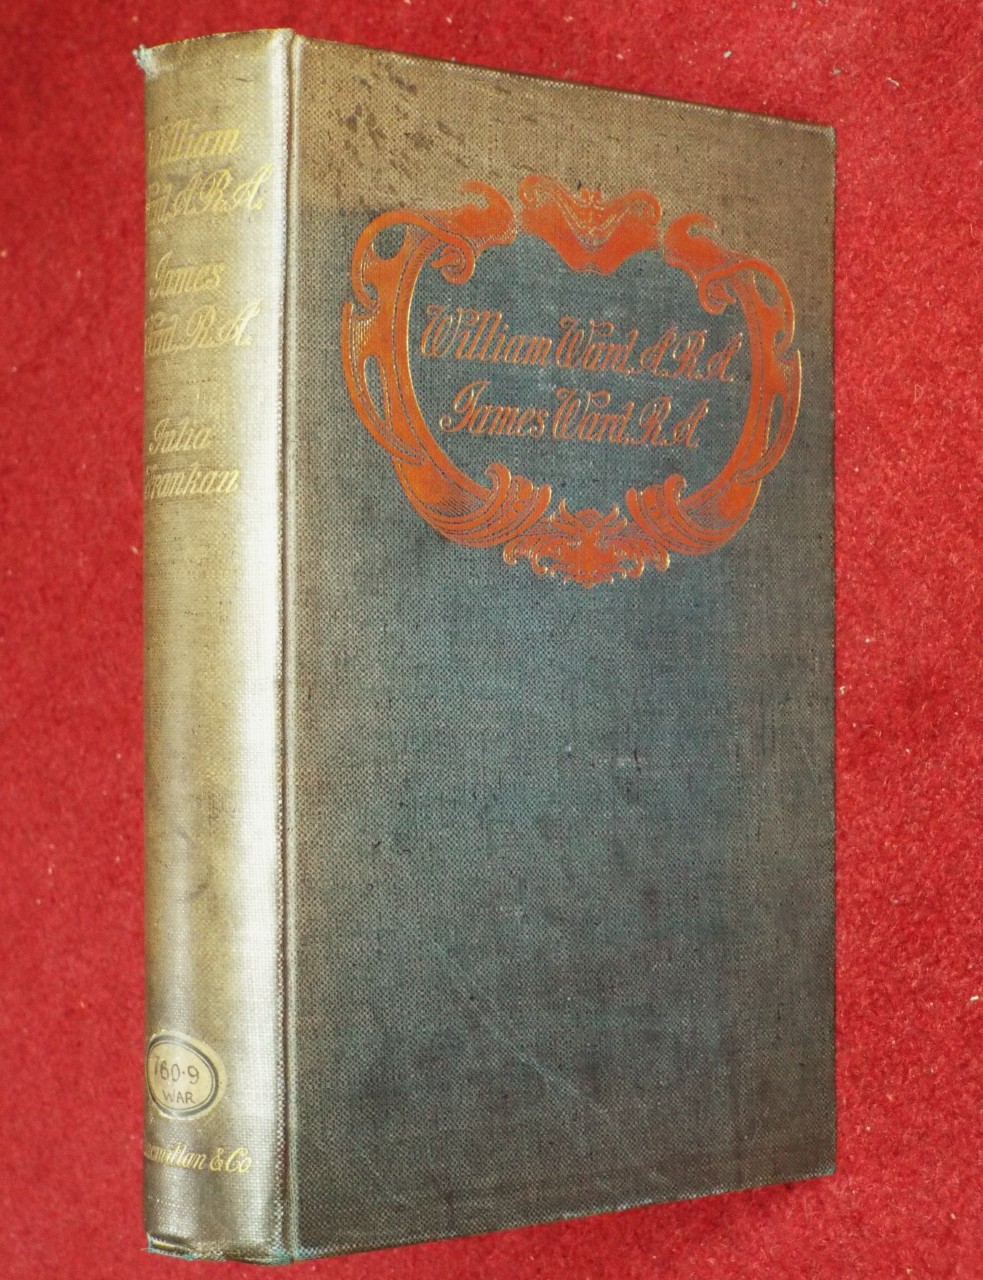 William
Ward A.R.A.
James
Ward. R.A.
Julia
Frankau
760.9
WAR
Macmillan & Co
William Ward. A.R.A.
James Ward. R.A.